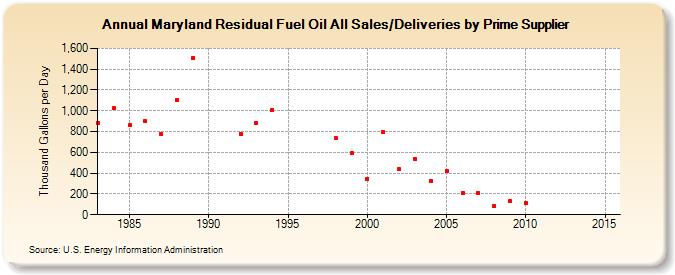 Annual Maryland Residual Fuel Oil All Sales/Deliveries by Prime Supplier
Thousand Gallons per Day
1,600
1,400
1,200
1,000
800
600
400
200
0
1985 1990 1995 2000 2005 2010 2015
Source: U.S. Energy Information Administration